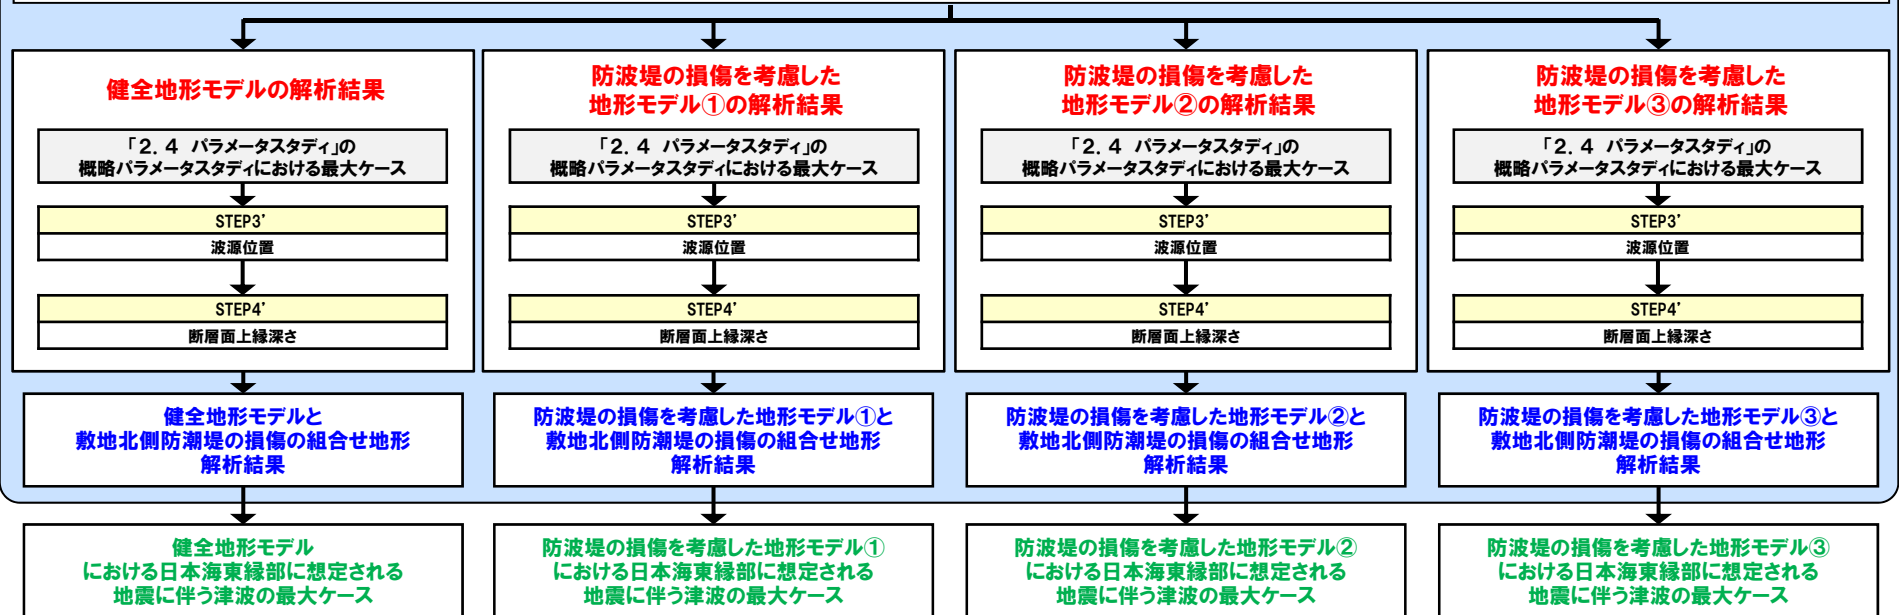 健全地形モデルの解析結果
「2.4 パラメータスタディ」の
概略パラメータスタディにおける最大ケース
STEP3’
波源位置
STEP4’
断層面上縁深さ
健全地形モデルと
敷地北側防潮堤の損傷の組合せ地形
解析結果
健全地形モデル
における日本海東縁部に想定される
地震に伴う津波の最大ケース
防波堤の損傷を考慮した
地形モデル①の解析結果
「2.4 パラメータスタディ」の
概略パラメータスタディにおける最大ケース
STEP3’
波源位置
STEP4’
断層面上縁深さ
防波堤の損傷を考慮した地形モデル①と
敷地北側防潮堤の損傷の組合せ地形
解析結果
防波堤の損傷を考慮した地形モデル①
における日本海東縁部に想定される
地震に伴う津波の最大ケース
防波堤の損傷を考慮した
地形モデル②の解析結果
「2.4 パラメータスタディ」の
概略パラメータスタディにおける最大ケース
STEP3’
波源位置
STEP4’
断層面上縁深さ
防波堤の損傷を考慮した地形モデル②と
敷地北側防潮堤の損傷の組合せ地形
解析結果
防波堤の損傷を考慮した地形モデル②
における日本海東縁部に想定される
地震に伴う津波の最大ケース
防波堤の損傷を考慮した
地形モデル③の解析結果
「2.4 パラメータスタディ」の
概略パラメータスタディにおける最大ケース
STEP3’
波源位置
STEP4’
断層面上縁深さ
防波堤の損傷を考慮した地形モデル③と
敷地北側防潮堤の損傷の組合せ地形
解析結果
防波堤の損傷を考慮した地形モデル③
における日本海東縁部に想定される
地震に伴う津波の最大ケース